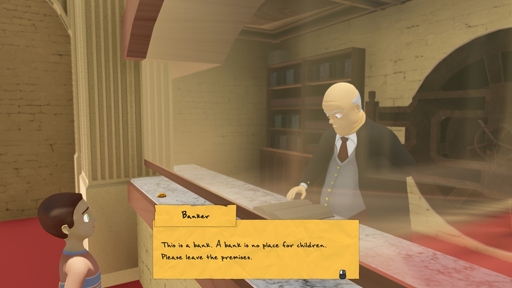 Banker
This is a bank. A bank is no place for children.
Please leave the premises.